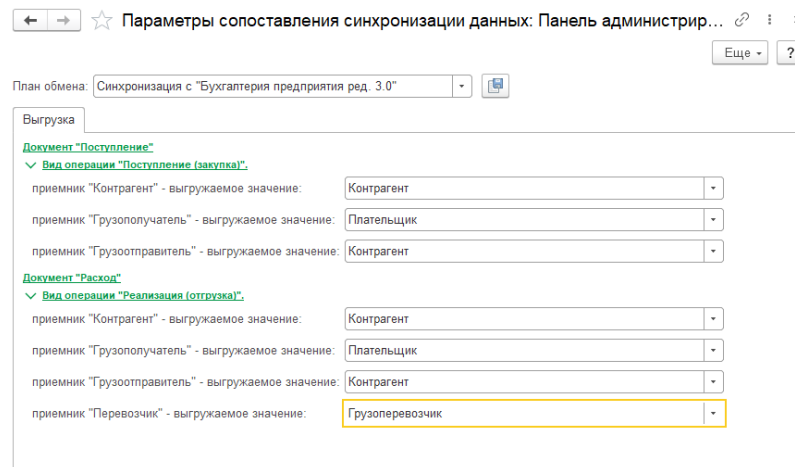 Параметры сопоставления синхронизации данных: Панель администрир...
Еще
?
План обмена: Синхронизация с "Бухгалтерия предприятия ред. 3.0"
Выгрузка
Документ "Поступление"
Вид операции "Поступление (закупка)".
приемник "Контрагент" - выгружаемое значение: Контрагент
приемник "Грузополучатель" - выгружаемое значение: Плательщик
приемник "Грузоотправитель" - выгружаемое значение: Контрагент
Документ "Расход"
Вид операции "Реализация (отгрузка)".
приемник "Контрагент" - выгружаемое значение: Контрагент
приемник "Грузополучатель" - выгружаемое значение: Плательщик
приемник "Грузоотправитель" - выгружаемое значение: Контрагент
приемник "Перевозчик" - выгружаемое значение: Грузоперевозчик